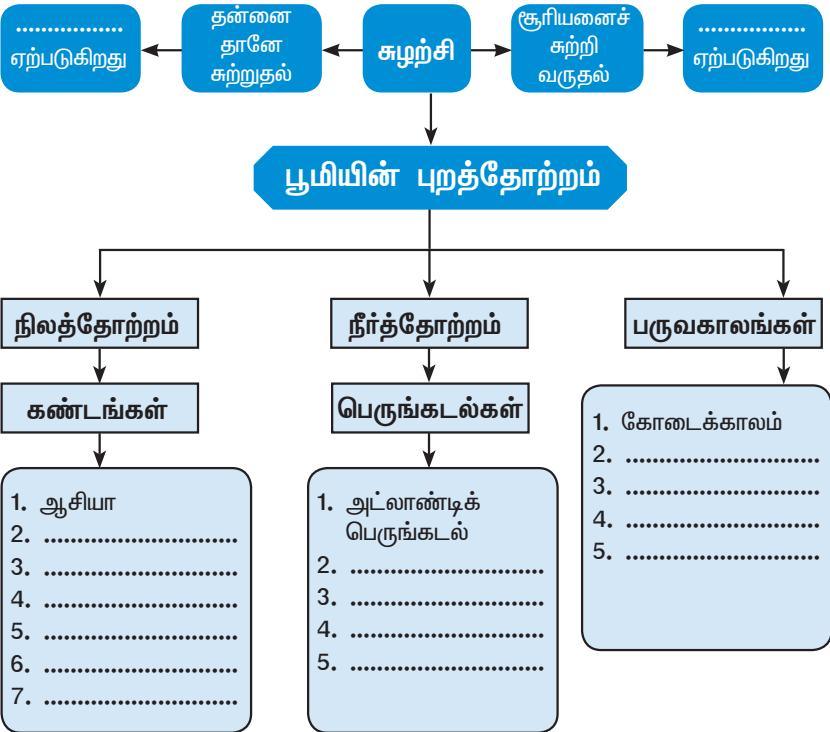 .................
ஏற்படுகிறது
தன்னை
தானே
சுற்றுதல்
சுழற்சி
சூரியனைச்
சுற்றி
வருதல்
.................
ஏற்படுகிறது
பூமியின் புறத்தோற்றம்
நிலத்தோற்றம்
கண்டங்கள்
1. ஆசியா
2. ..............................
3. ..............................
4. ..............................
5. ..............................
6. ..............................
7. ..............................
நீர்த்தோற்றம்
பெருங்கடல்கள்
1. அட்லாண்டிக்
பெருங்கடல்
2. ..............................
3. ..............................
4. ..............................
5. ..............................
பருவகாலங்கள்
1. கோடைக்காலம்
2. ..............................
3. ..............................
4. ..............................
5. ..............................